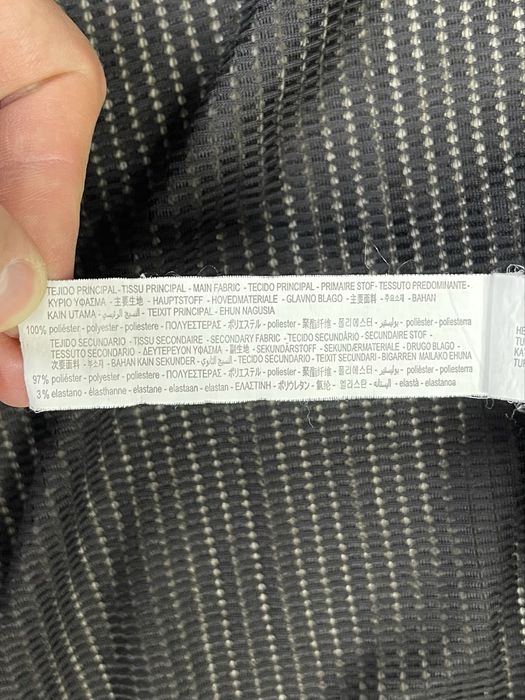 TEJIDO PRINCIPAL - TISSU PRINCIPAL - MAIN FABRIC - TECIDO PRINCIPAL - PRIMAIRE STOF - TESSUTO PREDOMINANTE -
ΚΥΡΙΟ ΥΦΑΣΜΑ - 主要生地 - HAUPTSTOFF - HOVEDMATERIALE - GLAVNO BLAGO - 主要面料 - 주요소재 - BAHAN
KAIN UTAMA - النسيج الرئيسي - TEIXIT PRINCIPAL - EHUN NAGUSIA
100% poliéster - polyester - poliestere - ΠΟΛΥΕΣΤΕΡΑΣ - ポリエステル - poliester - 聚酯纤维 - 폴리에스터 - بوليستير - poliéster - poliesterra
TEJIDO SECUNDARIO - TISSU SECONDAIRE - SECONDARY FABRIC - TECIDO SECUNDÁRIO - SECUNDAIRE STOF -
TESSUTO SECONDARIO - ΔΕΥΤΕΡΕΥΟΝ ΥΦΑΣΜΑ - 副生地 - SEKUNDÄRSTOFF - SEKUNDÆRMATERIALE - DRUGO BLAGO -
次要面料 - 부소재 - BAHAN KAIN SEKUNDER - النسيج الثانوي - TEIXIT SECUNDARI - BIGARREN MAILAKO EHUNA
97% poliéster - polyester - poliestere - ΠΟΛΥΕΣΤΕΡΑΣ - ポリエステル - poliester - 聚酯纤维 - 폴리에스터 - بوليستير - poliéster - poliesterra
3% elastano - élasthanne - elastane - elastaan - elastan - ΕΛΑΣΤΙΝΗ - ポリウレタン - 氨纶 - 엘라스틴 - الياستانه - elastà - elastanoa